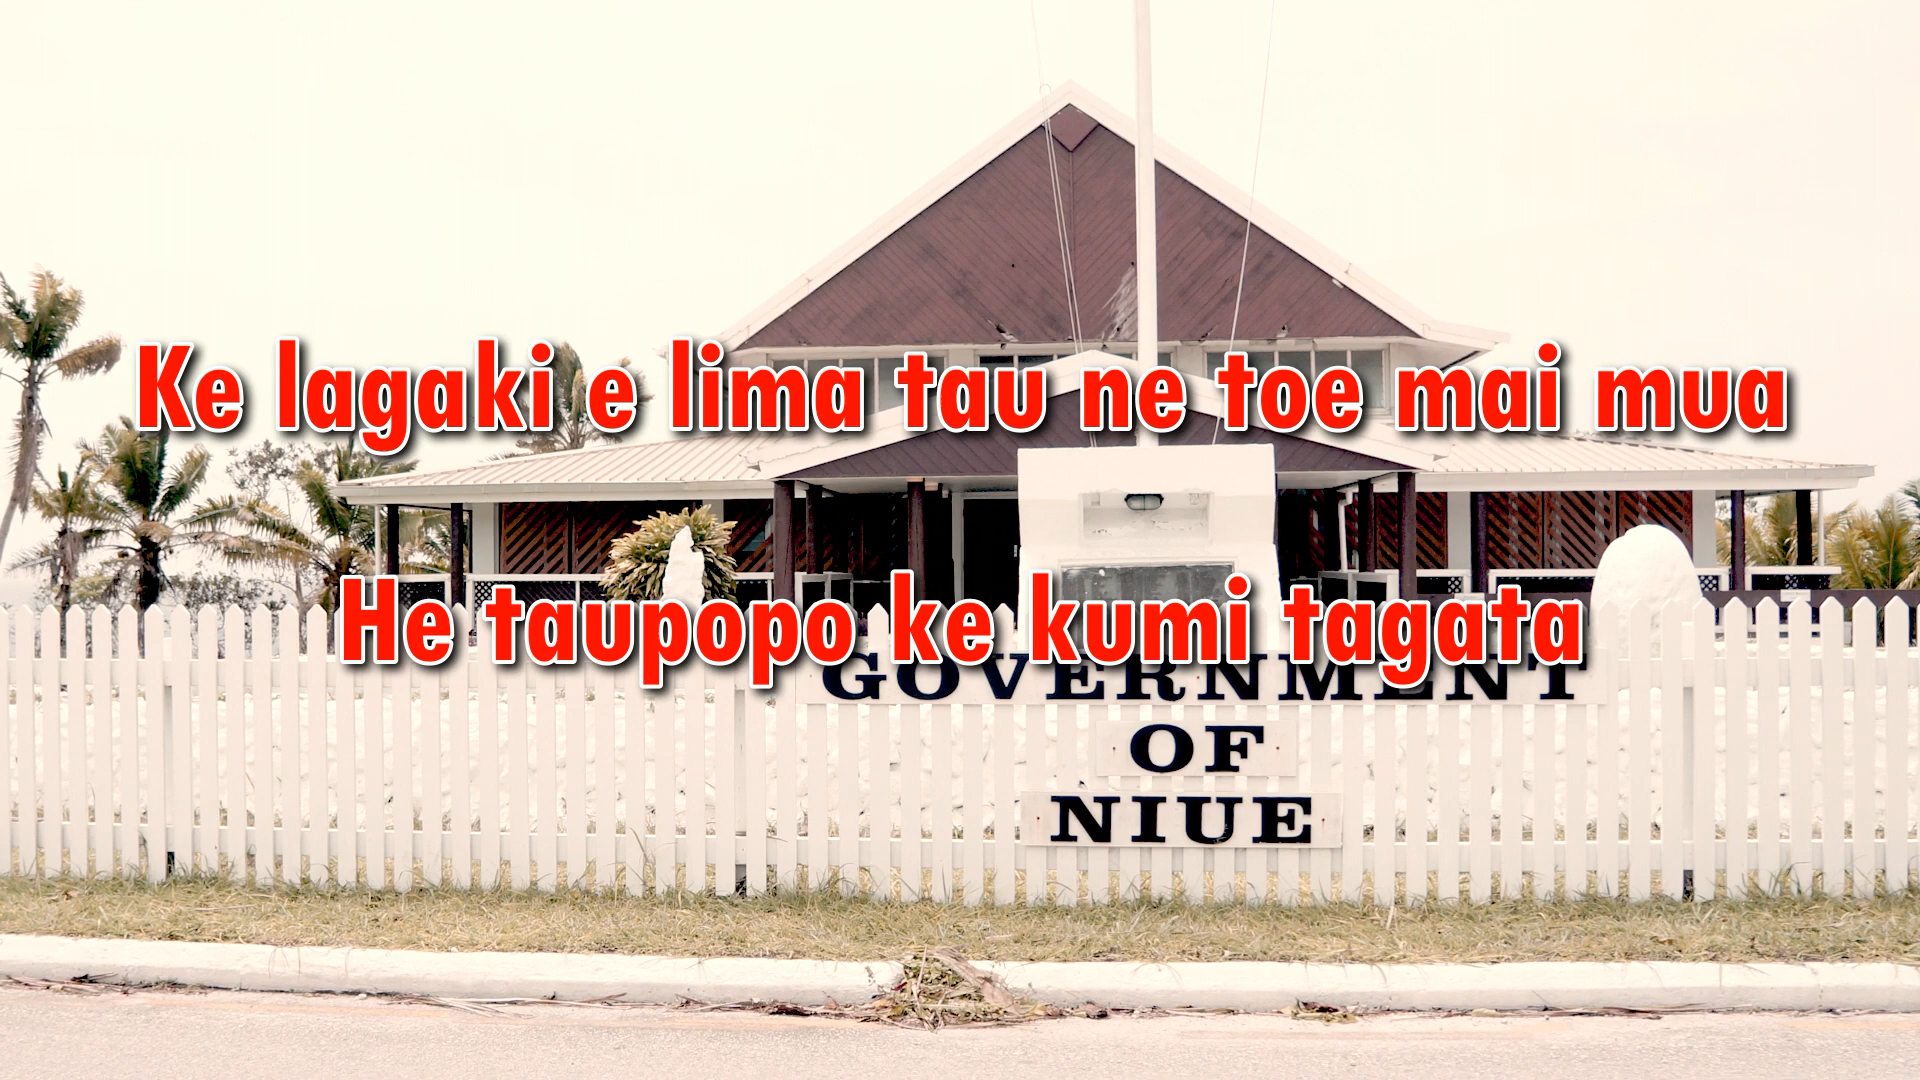 Ke lagaki e lima tau ne toe mai mua
He taupopo ke kumi tagata
GOVERNMENT
OF
NIUE